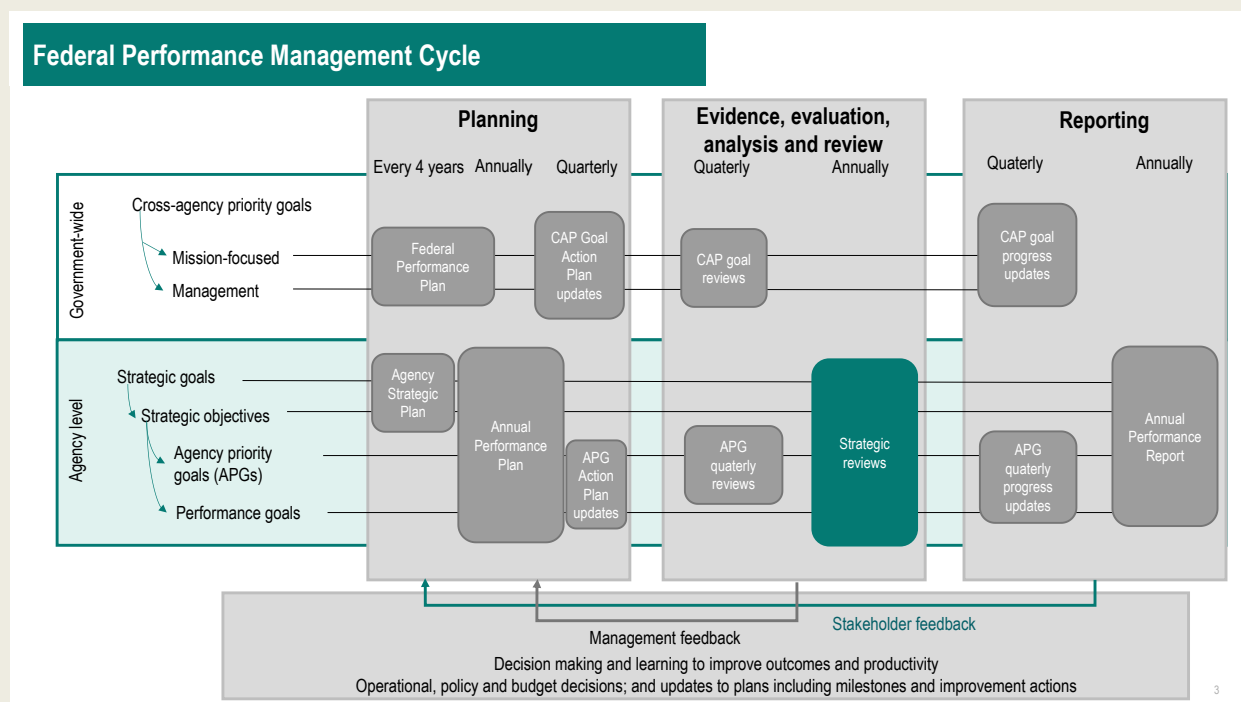 Federal Performance Management Cycle
Planning
Every 4 years
Annually
Quarterly
Evidence, evaluation,
analysis and review
Quaterly
Annually
Reporting
Quaterly
Annually
Government-wide
Cross-agency priority goals
Mission-focused
Management
Federal
Performance
Plan
CAP Goal
Action
Plan
updates
CAP goal
reviews
CAP goal
progress
updates
Agency level
Strategic goals
Strategic objectives
Agency priority
goals (APGs)
Performance goals
Agency
Strategic
Plan
Annual
Performance
Plan
APG
Action
Plan
updates
APG
quaterly
reviews
Strategic
reviews
APG
quaterly
progress
updates
Annual
Performance
Report
Stakeholder feedback
Management feedback
Decision making and learning to improve outcomes and productivity
Operational, policy and budget decisions; and updates to plans including milestones and improvement actions
3